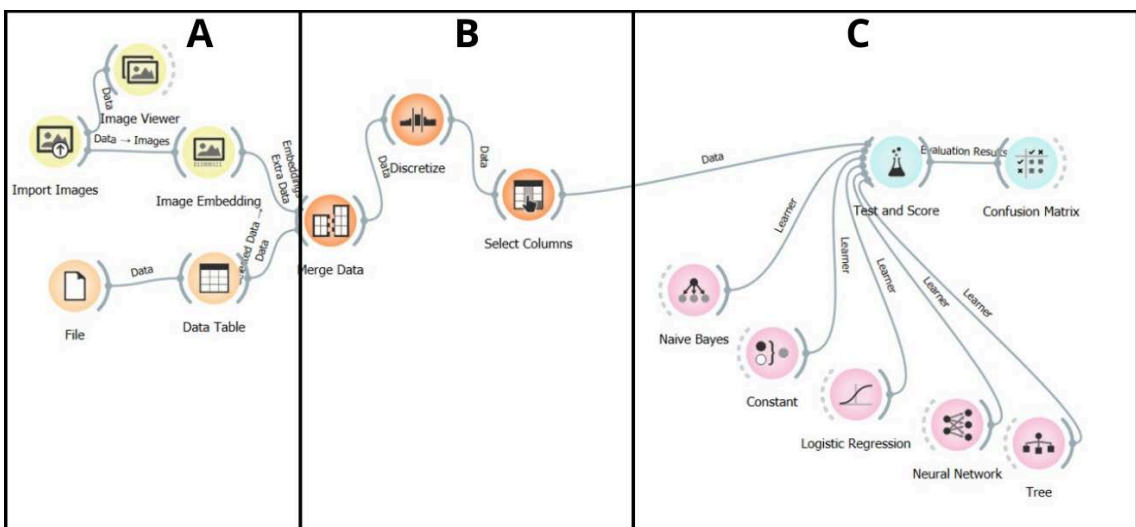 A
B
C
Image Viewer
Data
Data → Images
Import Images
Image Embedding
Embeddings
Extra Data
Data →
Data
File
Data
Data Table
Merge Data
Data
Discretize
Data
Select Columns
Data
Test and Score
Evaluation Results
Confusion Matrix
Learner
Learner
Learner
Learner
Learner
Naive Bayes
Constant
Logistic Regression
Neural Network
Tree